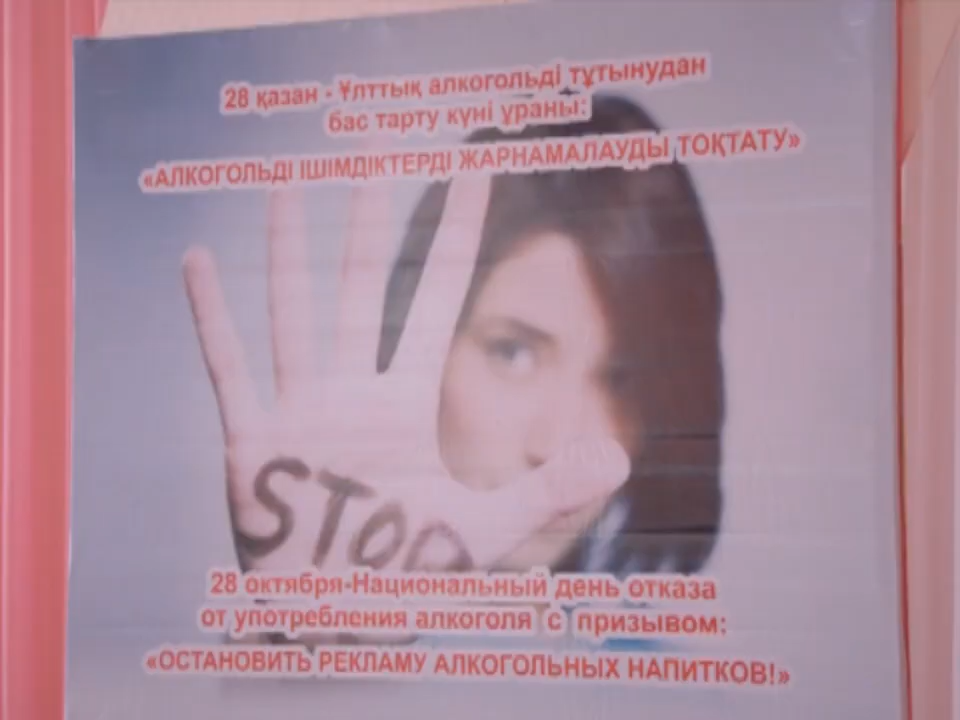 28 қазан - Ұлттық алкогольді тұтынудан
бас тарту күні ұраны:
«АЛКОГОЛЬДІ ІШІМДІКТЕРДІ ЖАРНАМАЛАУДЫ ТОҚТАТУ»
STOP
28 октября-Национальный день отказа
от употребления алкоголя с призывом:
«ОСТАНОВИТЬ РЕКЛАМУ АЛКОГОЛЬНЫХ НАПИТКОВ!»